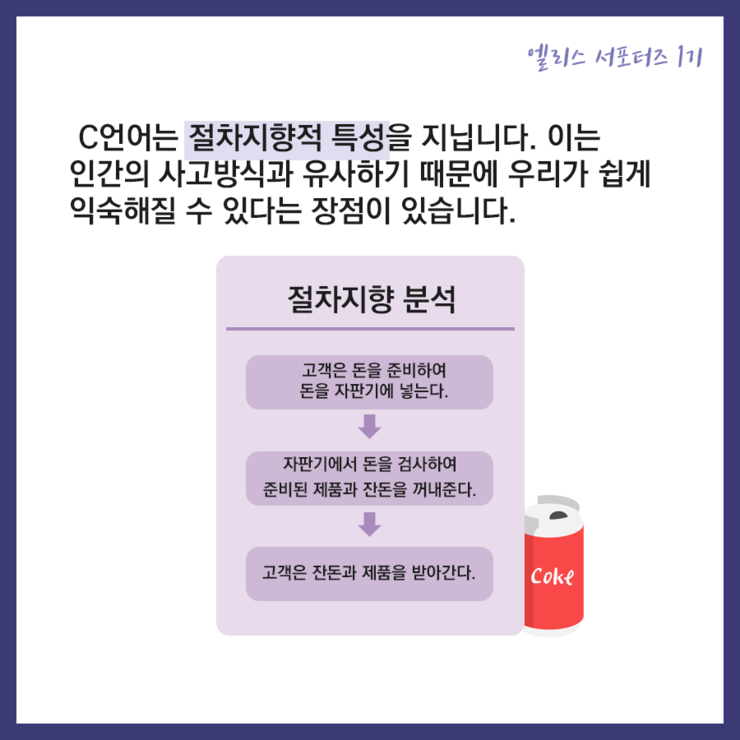 엘리스 서포터즈 1기
C언어는 절차지향적 특성을 지닙니다. 이는
인간의 사고방식과 유사하기 때문에 우리가 쉽게
익숙해질 수 있다는 장점이 있습니다.
절차지향 분석
고객은 돈을 준비하여
돈을 자판기에 넣는다.
자판기에서 돈을 검사하여
준비된 제품과 잔돈을 꺼내준다.
고객은 잔돈과 제품을 받아간다.
Coke